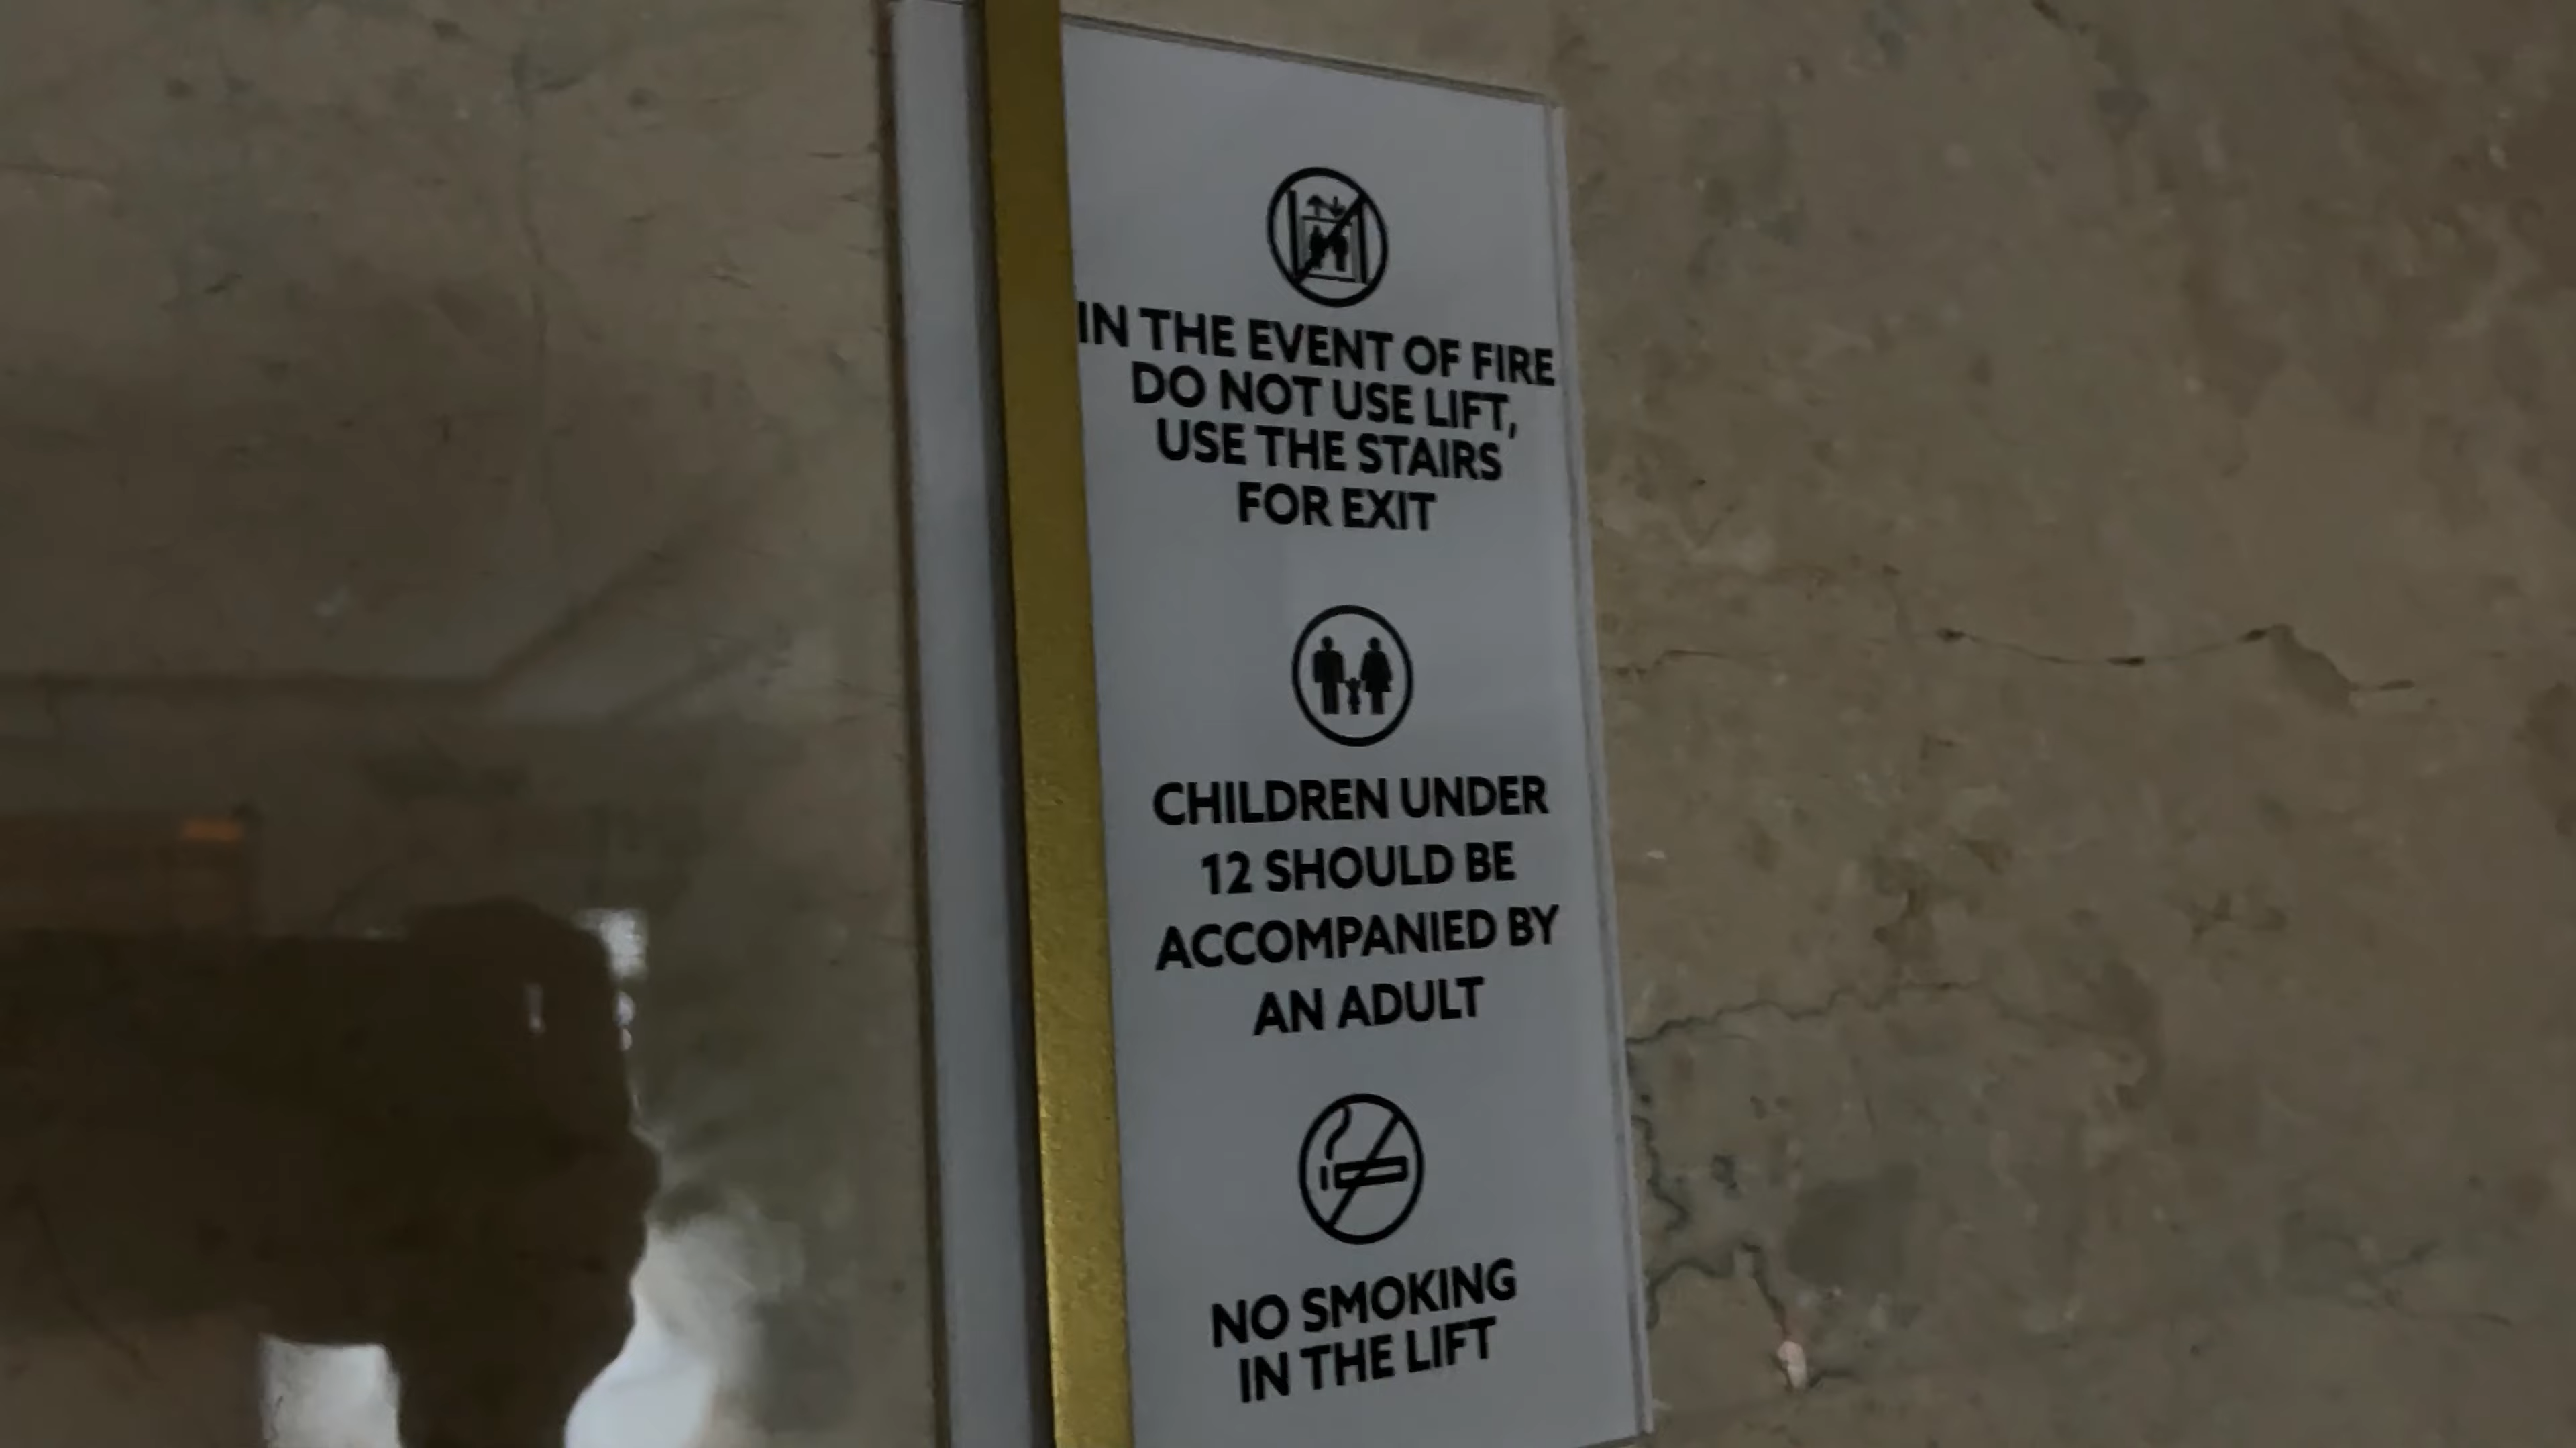 IN THE EVENT OF FIRE
DO NOT USE LIFT,
USE THE STAIRS
FOR EXIT
CHILDREN UNDER
12 SHOULD BE
ACCOMPANIED BY
AN ADULT
NO SMOKING
IN THE LIFT